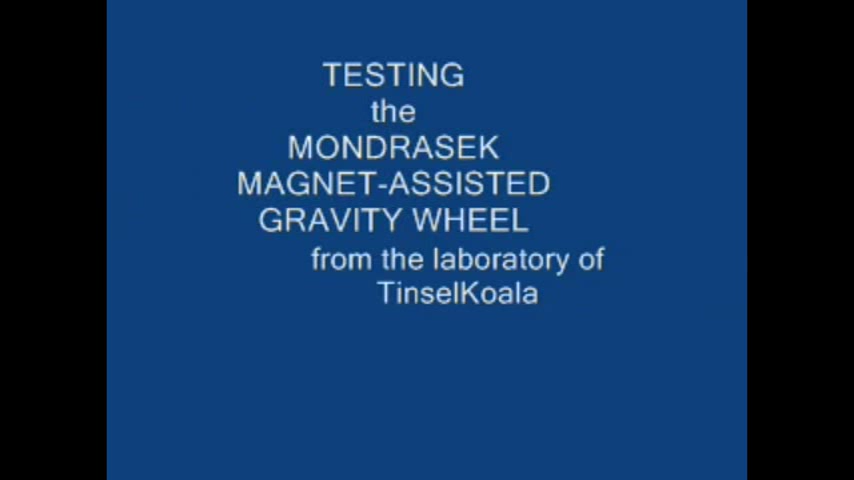 TESTING
the
MONDRASEK
MAGNET-ASSISTED
GRAVITY WHEEL
from the laboratory of
TinselKoala